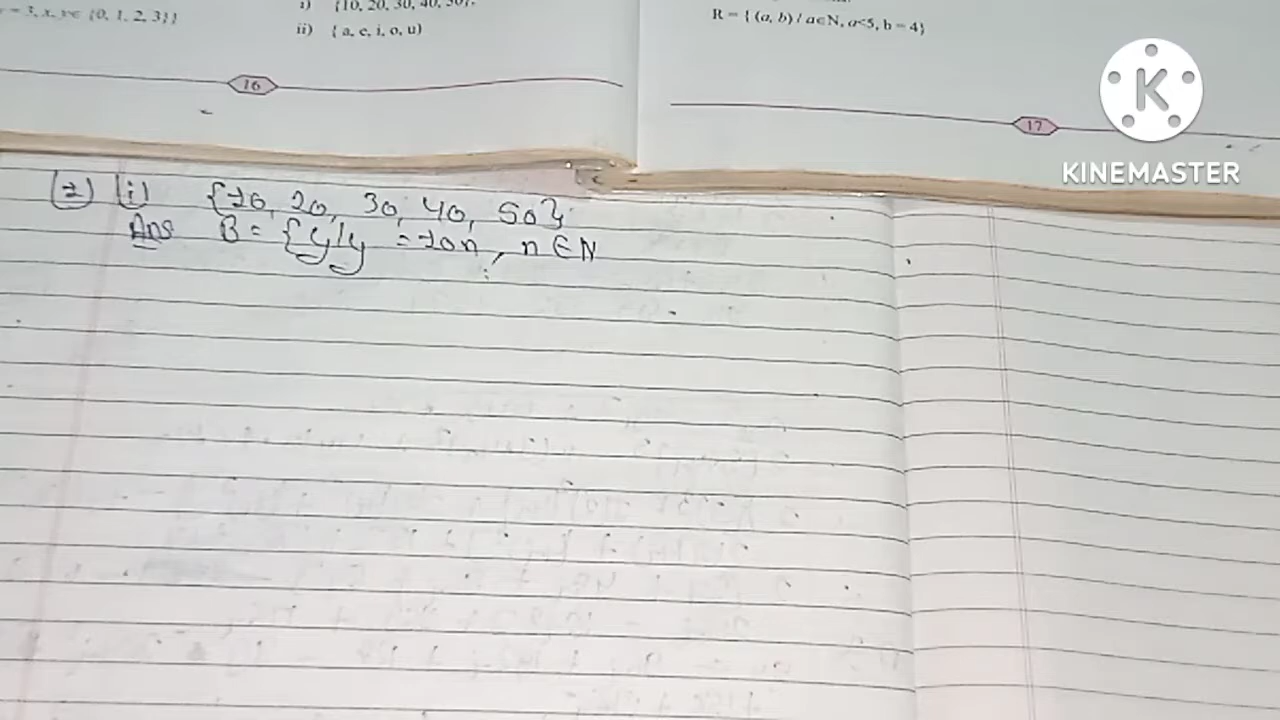 = 3, x, y∈ {0, 1, 2, 3}}
i) {10, 20, 30, 40, 50}.
ii) { a, e, i, o, u)
16
R = { (a, b) / a∈N, a<5, b = 4}
17
K
KINEMASTER
(2) (i) {10, 20, 30, 40, 50}
Ans B = {y/y = 10n, n ∈ N